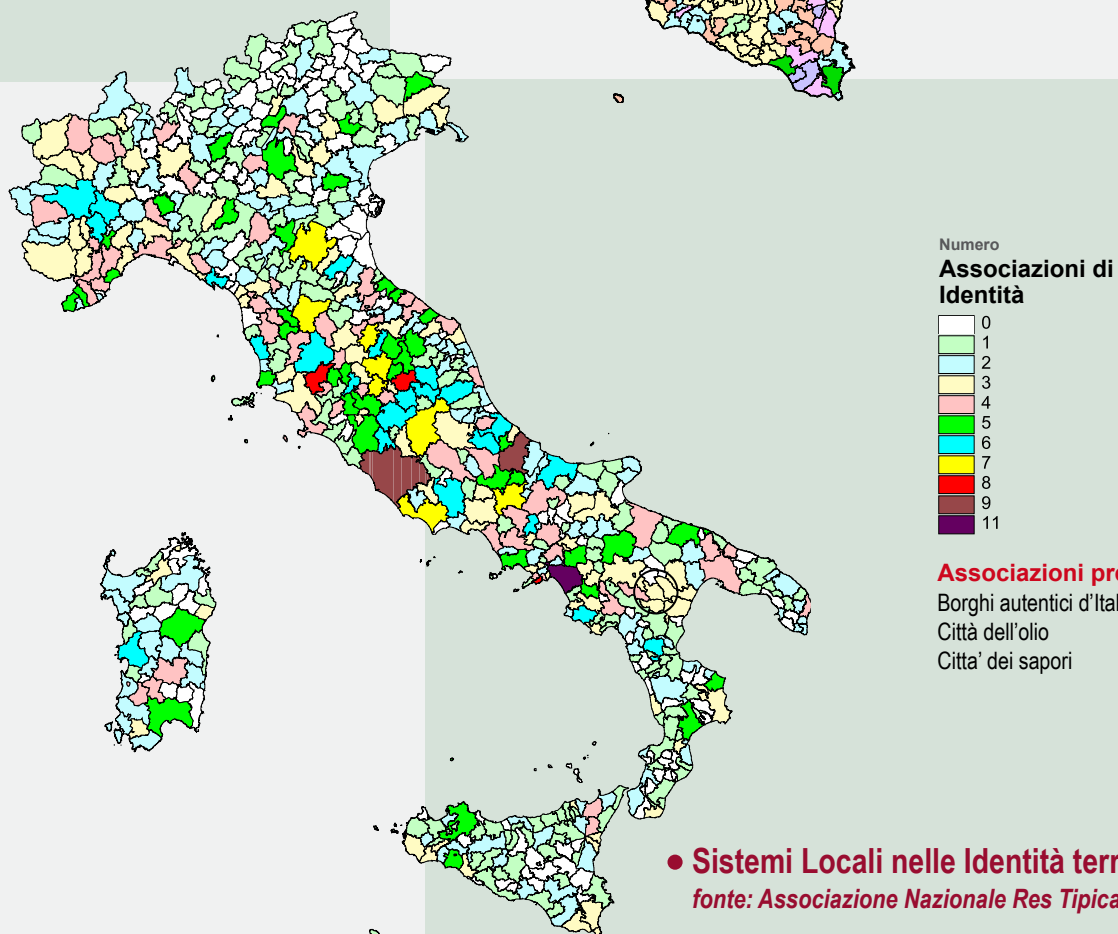 Numero
Associazioni di
Identità
0
1
2
3
4
5
6
7
8
9
11
Associazioni pr
Borghi autentici d'Ital
Città dell'olio
Citta' dei sapori
• Sistemi Locali nelle Identità terr
fonte: Associazione Nazionale Res Tipica